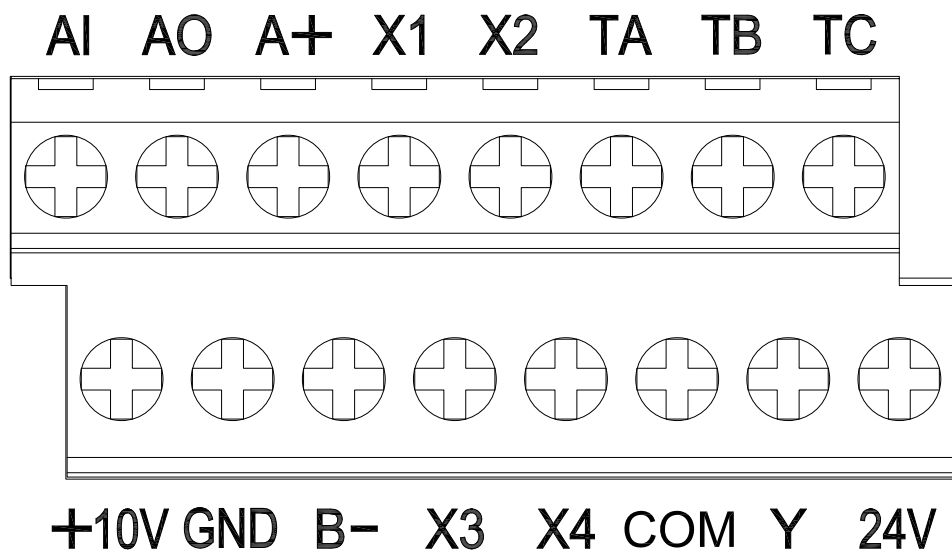 AI AO A+ X1 X2 TA TB TC
+10V GND B- X3 X4 COM Y 24V